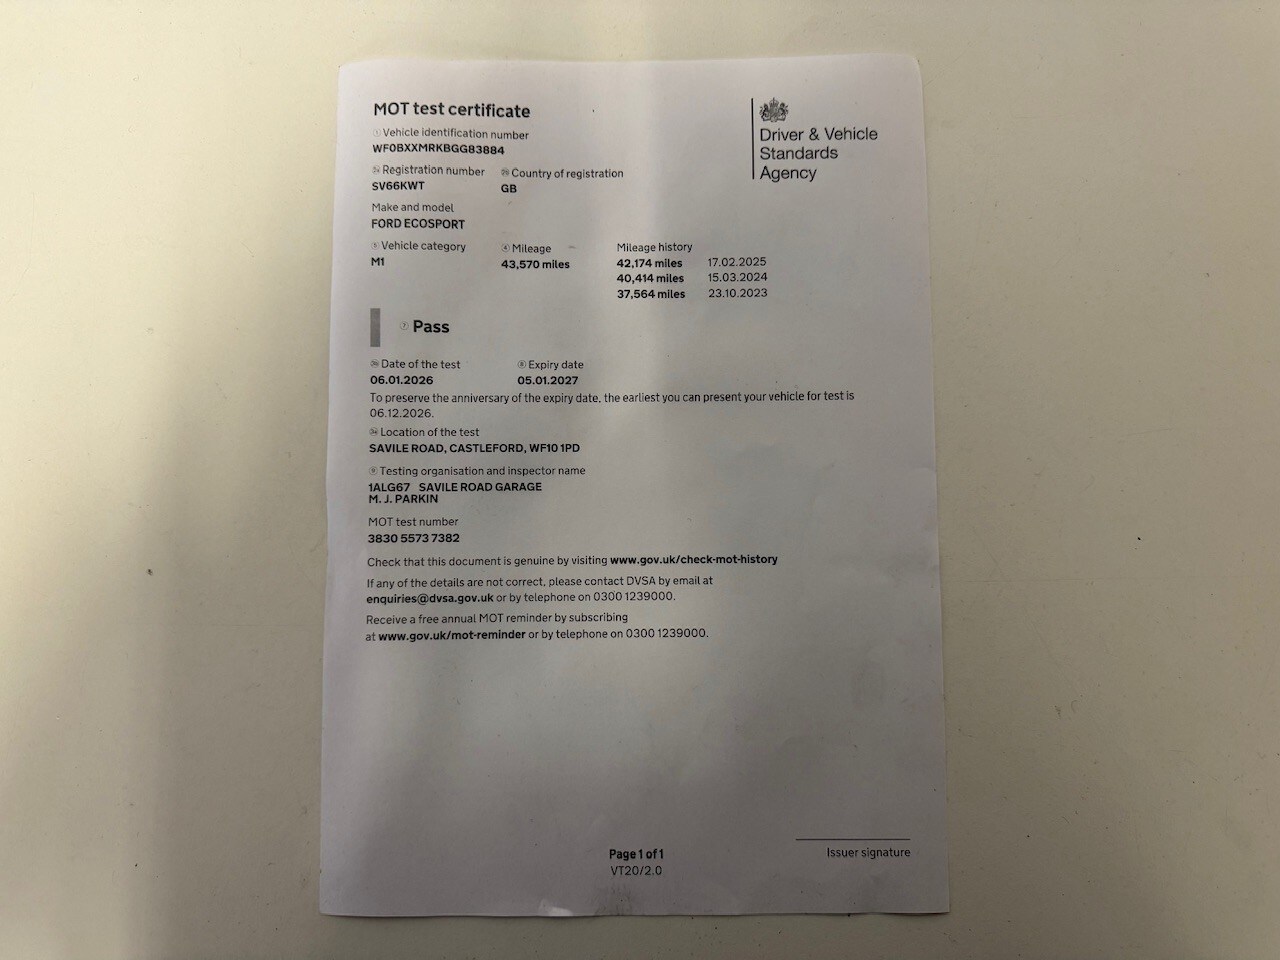 MOT test certificate
Driver & Vehicle
Standards
Agency
Vehicle identification number
WF0BXXMRKBGG83884
Registration number
Country of registration
SV66KWT
GB
Make and model
FORD ECOSPORT
Vehicle category
Mileage
Mileage history
M1
43,570 miles
42,174 miles 17.02.2025
40,414 miles 15.03.2024
37,564 miles 23.10.2023
Pass
Date of the test
Expiry date
06.01.2026
05.01.2027
To preserve the anniversary of the expiry date, the earliest you can present your vehicle for test is
06.12.2026.
Location of the test
SAVILE ROAD, CASTLEFORD, WF10 1PD
Testing organisation and inspector name
1ALG67 SAVILE ROAD GARAGE
M. J. PARKIN
MOT test number
3830 5573 7382
Check that this document is genuine by visiting www.gov.uk/check-mot-history
If any of the details are not correct, please contact DVSA by email at
enquiries@dvsa.gov.uk or by telephone on 0300 1239000.
Receive a free annual MOT reminder by subscribing
at www.gov.uk/mot-reminder or by telephone on 0300 1239000.
Issuer signature
Page 1 of 1
VT20/2.0